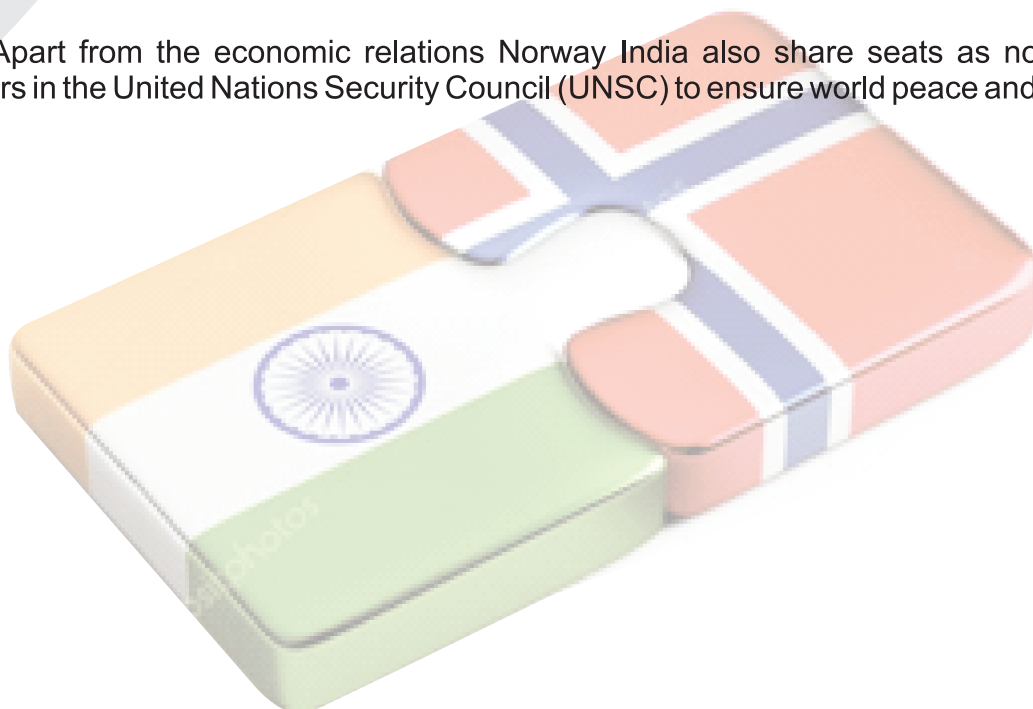 Apart from the economic relations Norway India also share seats as no
rs in the United Nations Security Council (UNSC) to ensure world peace and